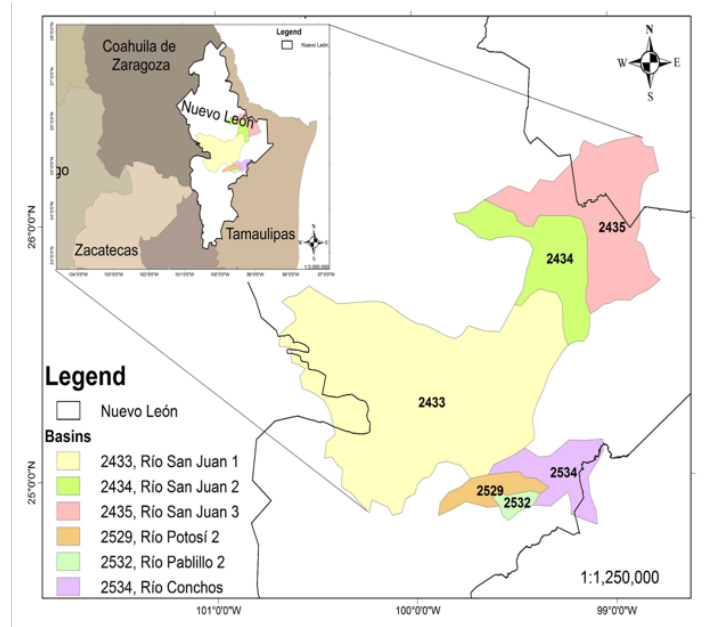 Legend
Nuevo León
Coahuila de
Zaragoza
Nuevo León
go
Zacatecas
Tamaulipas
N
W
E
S
26°0'0"N
25°0'0"N
2435
2434
2433
2534
2529
2532
Legend
Nuevo León
Basins
2433, Río San Juan 1
2434, Río San Juan 2
2435, Río San Juan 3
2529, Río Potosí 2
2532, Río Pablillo 2
2534, Río Conchos
1:1,250,000
101°0'0"W
100°0'0"W
99°0'0"W